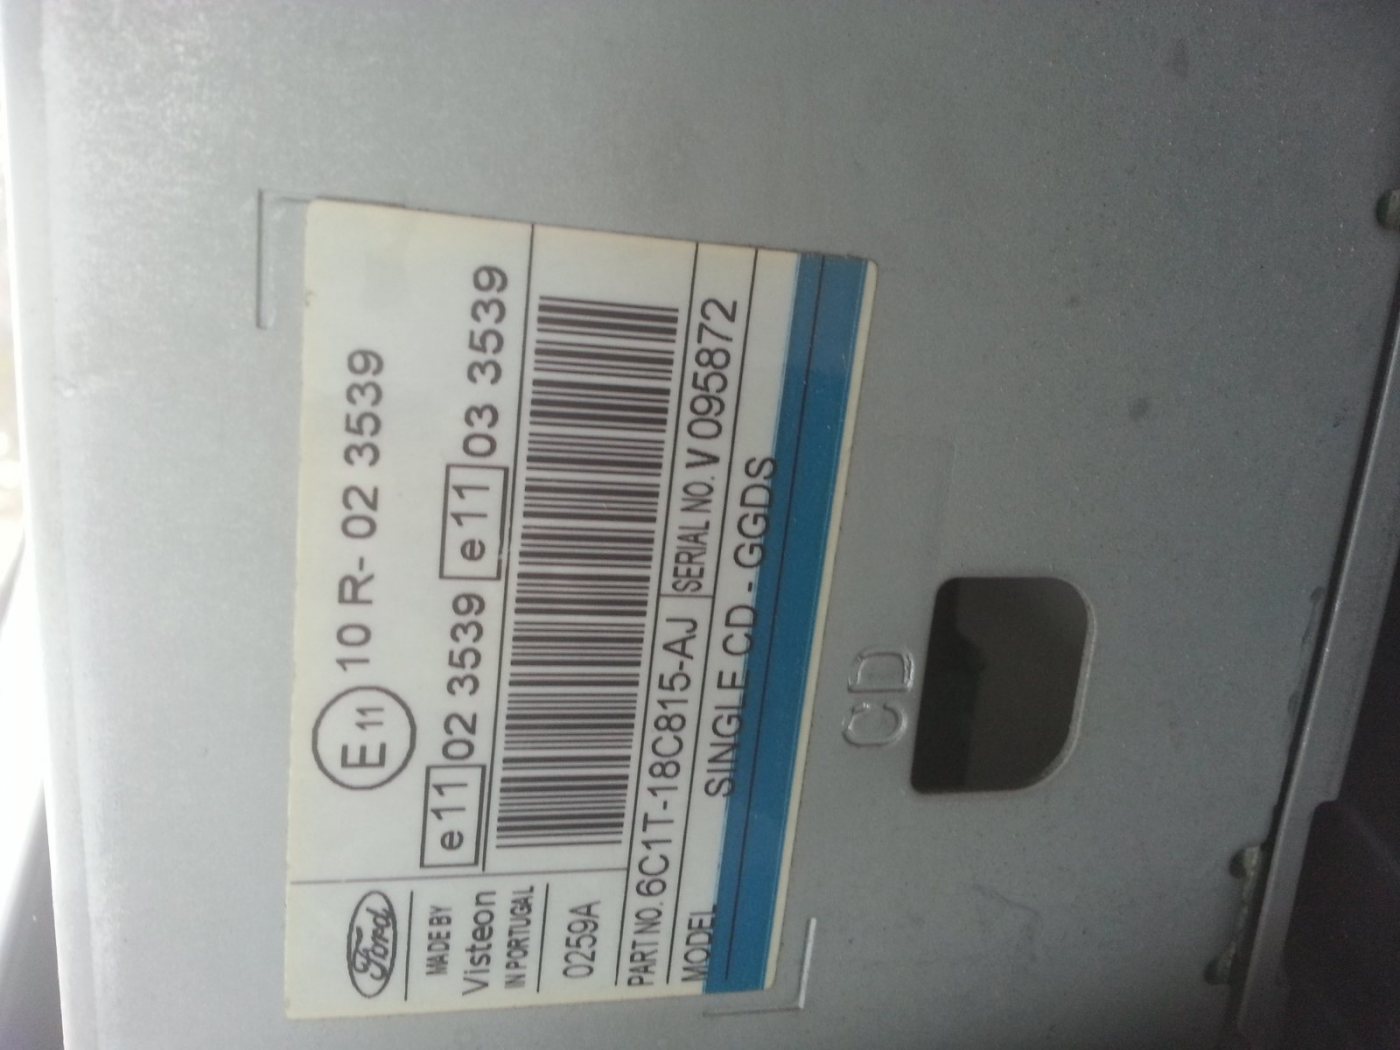 Ford
MADE BY
Visteon
IN PORTUGAL
0259A
E 11 10 R- 02 3539
e11 02 3539 e11 03 3539
PART NO. 6C1T-18C815-AJ SERIAL NO. V 095872
MODEL SINGLE CD - GGDS
CD